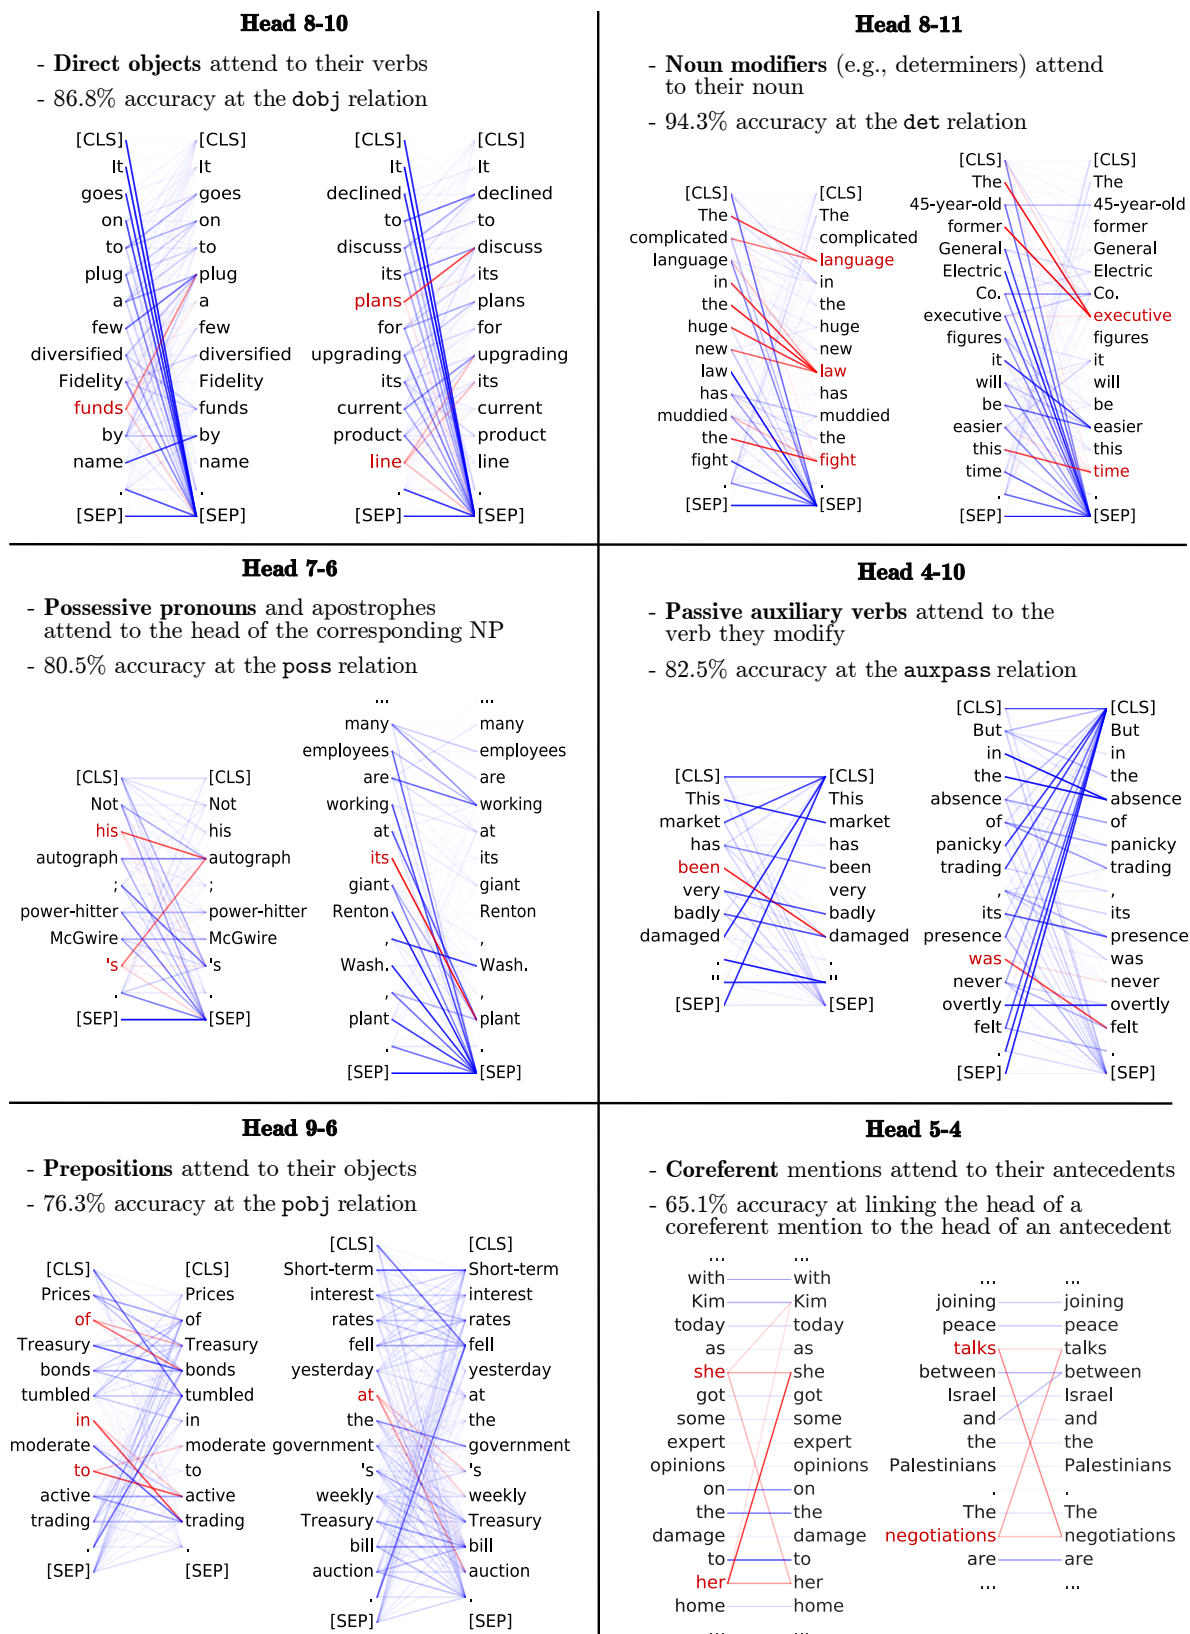 Head 8-10
- Direct objects attend to their verbs
- 86.8% accuracy at the dobj relation
[CLS] [CLS] [CLS] [CLS]
It It It It
goes goes declined declined
on on to to
to to discuss discuss
plug plug its its
a a plans plans
few few for for
diversified diversified upgrading upgrading
Fidelity Fidelity its its
funds funds current current
by by product product
name name line line
. . . .
[SEP] [SEP] [SEP] [SEP]
Head 8-11
- Noun modifiers (e.g., determiners) attend
to their noun
- 94.3% accuracy at the det relation
[CLS] [CLS]
The The
complicated complicated
language language
in in
the the
huge huge
new new
law law
has has
muddied muddied
the the
fight fight
. .
[SEP] [SEP]
[CLS] [CLS]
The The
45-year-old 45-year-old
former former
General General
Electric Electric
Co. Co.
executive executive
figures figures
it it
will will
be be
easier easier
this this
time time
. .
[SEP] [SEP]
Head 7-6
- Possessive pronouns and apostrophes
attend to the head of the corresponding NP
- 80.5% accuracy at the poss relation
[CLS] [CLS]
Not Not
his his
autograph autograph
; ;
power-hitter power-hitter
McGwire McGwire
's 's
. .
[SEP] [SEP]
... ...
many many
employees employees
are are
working working
at at
its its
giant giant
Renton Renton
, ,
Wash. Wash.
, ,
plant plant
. .
[SEP] [SEP]
Head 4-10
- Passive auxiliary verbs attend to the
verb they modify
- 82.5% accuracy at the auxpass relation
[CLS] [CLS]
This This
market market
has has
been been
very very
badly badly
damaged damaged
. .
" "
[SEP] [SEP]
[CLS] [CLS]
But But
in in
the the
absence absence
of of
panicky panicky
trading trading
, ,
its its
presence presence
was was
never never
overtly overtly
felt felt
. .
[SEP] [SEP]
Head 9-6
- Prepositions attend to their objects
- 76.3% accuracy at the pobj relation
[CLS] [CLS]
Prices Prices
of of
Treasury Treasury
bonds bonds
tumbled tumbled
in in
moderate moderate
to to
active active
trading trading
. .
[SEP] [SEP]
[CLS] [CLS]
Short-term Short-term
interest interest
rates rates
fell fell
yesterday yesterday
at at
the the
government government
's 's
weekly weekly
Treasury Treasury
bill bill
auction auction
. .
[SEP] [SEP]
Head 5-4
- Coreferent mentions attend to their antecedents
- 65.1% accuracy at linking the head of a
coreferent mention to the head of an antecedent
... ...
with with
Kim Kim
today today
as as
she she
got got
some some
expert expert
opinions opinions
on on
the the
damage damage
to to
her her
home home
... ...
... ...
joining joining
peace peace
talks talks
between between
Israel Israel
and and
the the
Palestinians Palestinians
. .
The The
negotiations negotiations
are are
... ...